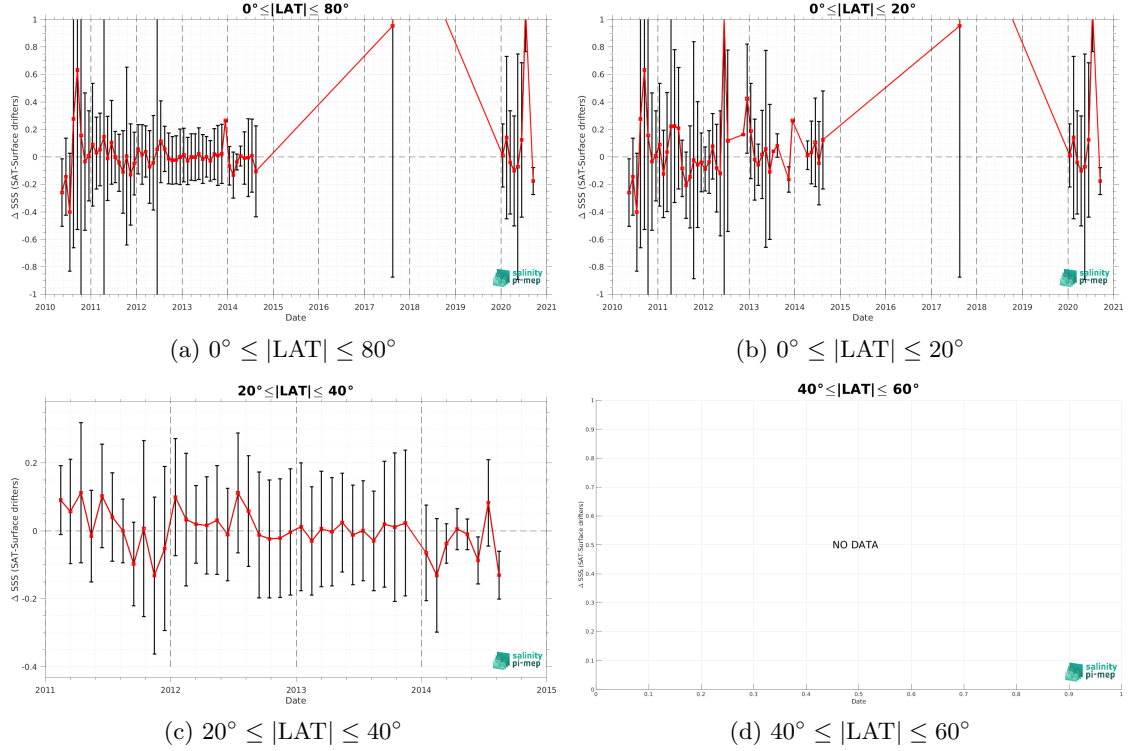 0°≤|LAT|≤ 80°
Δ SSS (SAT-Surface drifters)
1
0.8
0.6
0.4
0.2
0
-0.2
-0.4
-0.6
-0.8
-1
2010 2011 2012 2013 2014 2015 2016 2017 2018 2019 2020 2021
Date
salinity
pi-mep
(a) 0° ≤ |LAT| ≤ 80°
0°≤|LAT|≤ 20°
Δ SSS (SAT-Surface drifters)
1
0.8
0.6
0.4
0.2
0
-0.2
-0.4
-0.6
-0.8
-1
2010 2011 2012 2013 2014 2015 2016 2017 2018 2019 2020 2021
Date
salinity
pi-mep
(b) 0° ≤ |LAT| ≤ 20°
20°≤|LAT|≤ 40°
Δ SSS (SAT-Surface drifters)
0.2
0
-0.2
-0.4
2011 2012 2013 2014 2015
Date
salinity
pi-mep
(c) 20° ≤ |LAT| ≤ 40°
40°≤|LAT|≤ 60°
Δ SSS (SAT-Surface drifters)
1
0.9
0.8
0.7
0.6
0.5
0.4
0.3
0.2
0.1
0
NO DATA
0 0.1 0.2 0.3 0.4 0.5 0.6 0.7 0.8 0.9 1
Date
salinity
pi-mep
(d) 40° ≤ |LAT| ≤ 60°